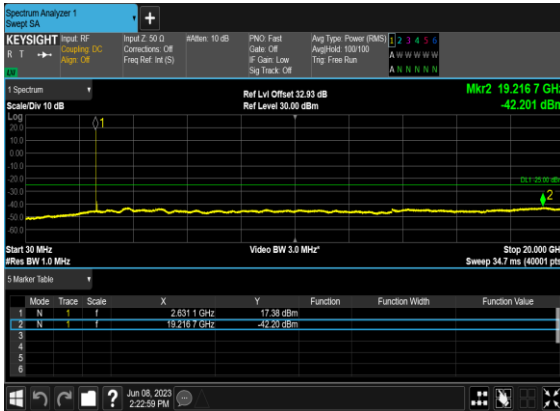 Spectrum Analyzer 1
Swept SA
KEYSIGHT Input: RF Input Z: 50 Ω #Atten: 10 dB PNO: Fast Avg Type: Power (RMS) 1 2 3 4 5 6
R T Coupling: DC Corrections: Off Gate: Off Avg|Hold: 100/100 A W W W W W
Align: Off Freq Ref: Int (S) IF Gain: Low Trig: Free Run
Sig Track: Off A N N N N N
1 Spectrum
Ref Lvl Offset 32.93 dB Mkr2 19.216 7 GHz
Scale/Div 10 dB Ref Level 30.00 dBm -42.201 dBm
Log
20.0
10.0
0.00
-10.0
-20.0
-30.0
-40.0
-50.0
-60.0
1
DL1 -25.00 dBm
2
Start 30 MHz Video BW 3.0 MHz* Stop 20.000 GHz
#Res BW 1.0 MHz Sweep 34.7 ms (40001 pts)
5 Marker Table
Mode Trace Scale X Y Function Function Width Function Value
1 N 1 f 2.631 1 GHz 17.38 dBm
2 N 1 f 19.216 7 GHz -42.20 dBm
3
4
5
6
Jun 08, 2023
2:22:59 PM